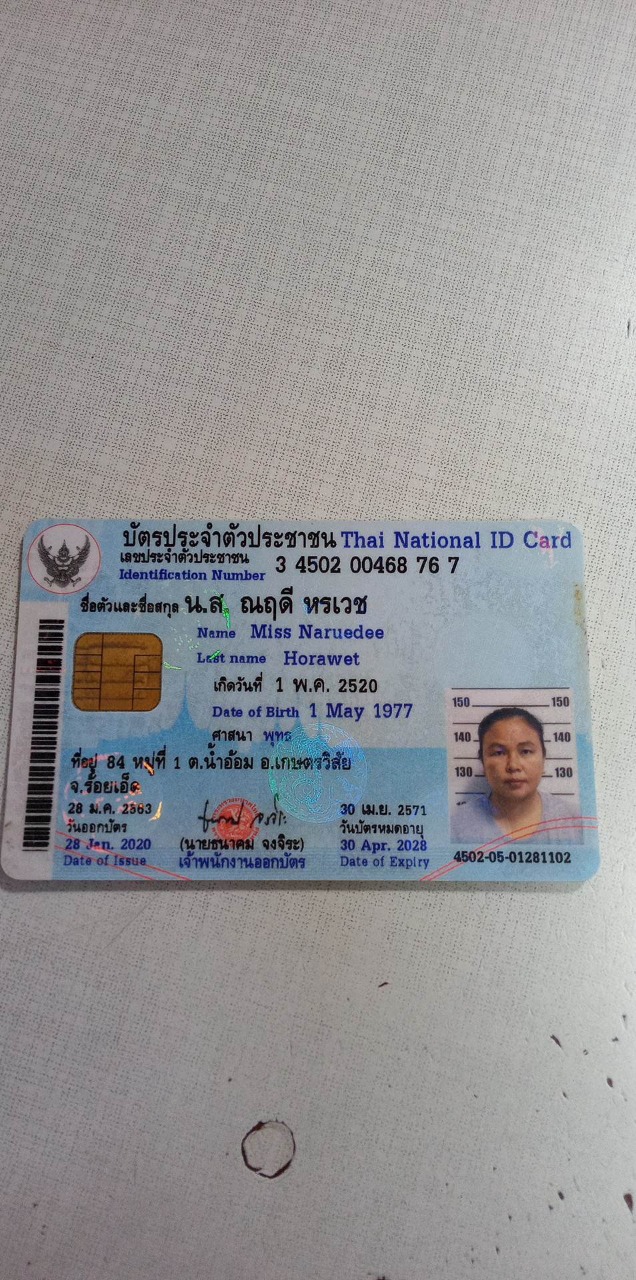 บัตรประจำตัวประชาชน Thai National ID Card
เลขประจำตัวประชาชน 3 4502 00468 76 7
Identification Number
ชื่อตัวและชื่อสกุล น.ส. ณฤดี หรเวช
Name Miss Naruedee
Last name Horawet
เกิดวันที่ 1 พ.ค. 2520
Date of Birth 1 May 1977
ศาสนา พุทธ
ที่อยู่ 84 หมู่ที่ 1 ต.น้ำอ้อม อ.เกษตรวิสัย
จ.ร้อยเอ็ด
28 ม.ค. 2563
วันออกบัตร
28 Jan. 2020
Date of Issue
(นายธนาคม จงจิระ)
เจ้าพนักงานออกบัตร
30 เม.ย. 2571
วันบัตรหมดอายุ
30 Apr. 2028
Date of Expiry
150 150
140 140
130 130
4502-05-01281102